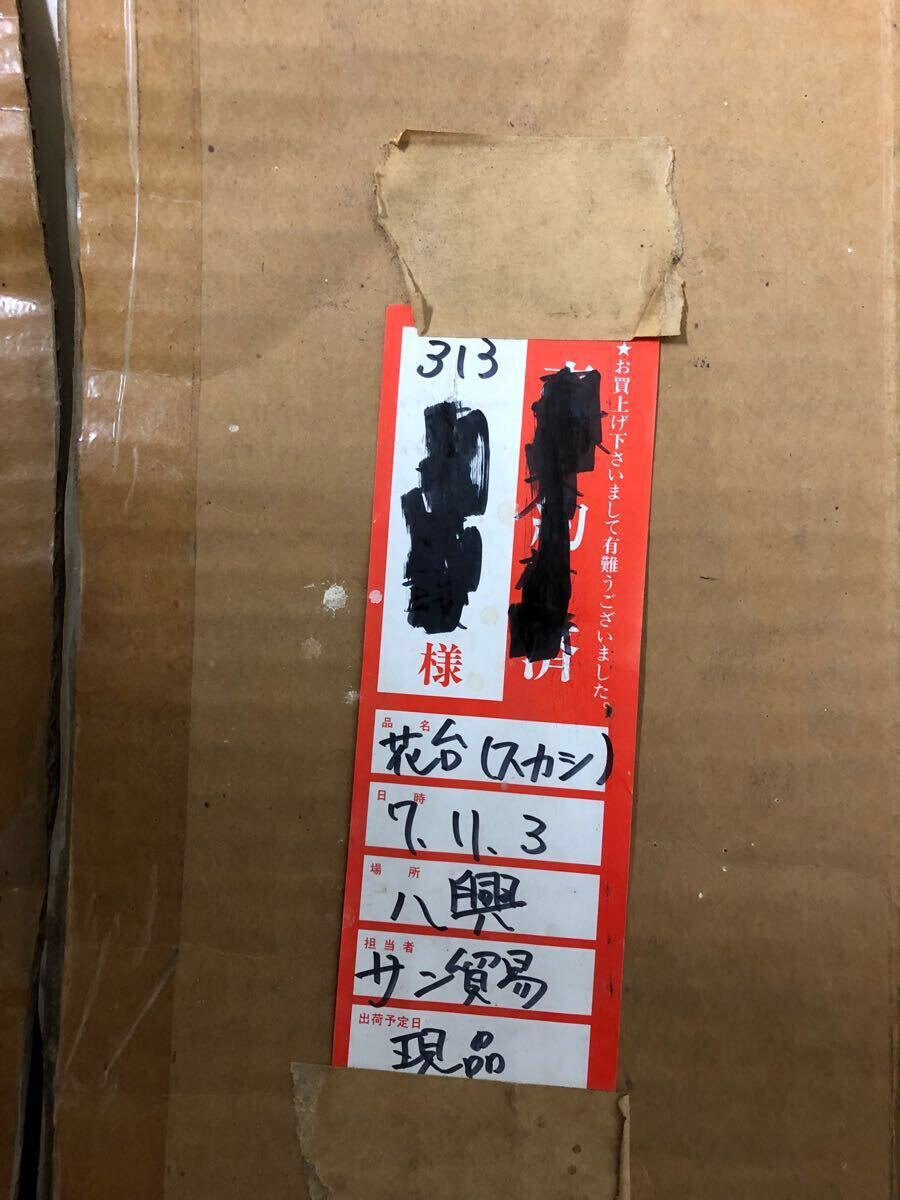 ★お買上げ下さいまして有難うございました。
約済
313
様
品名
花台(スカシ)
日時
7.11.3
場所
八興
担当者
サン貿易
出荷予定日
現品